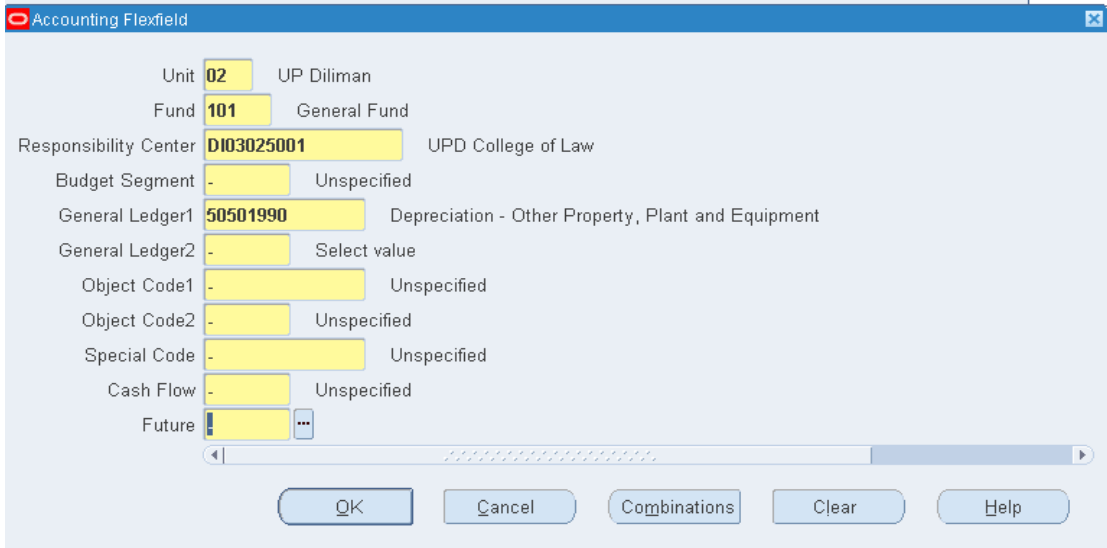 Accounting Flexfield
Unit 02 UP Diliman
Fund 101 General Fund
Responsibility Center DI03025001 UPD College of Law
Budget Segment - Unspecified
General Ledger1 50501990 Depreciation - Other Property, Plant and Equipment
General Ledger2 - Select value
Object Code1 - Unspecified
Object Code2 - Unspecified
Special Code - Unspecified
Cash Flow - Unspecified
Future - ...
OK Cancel Combinations Clear Help